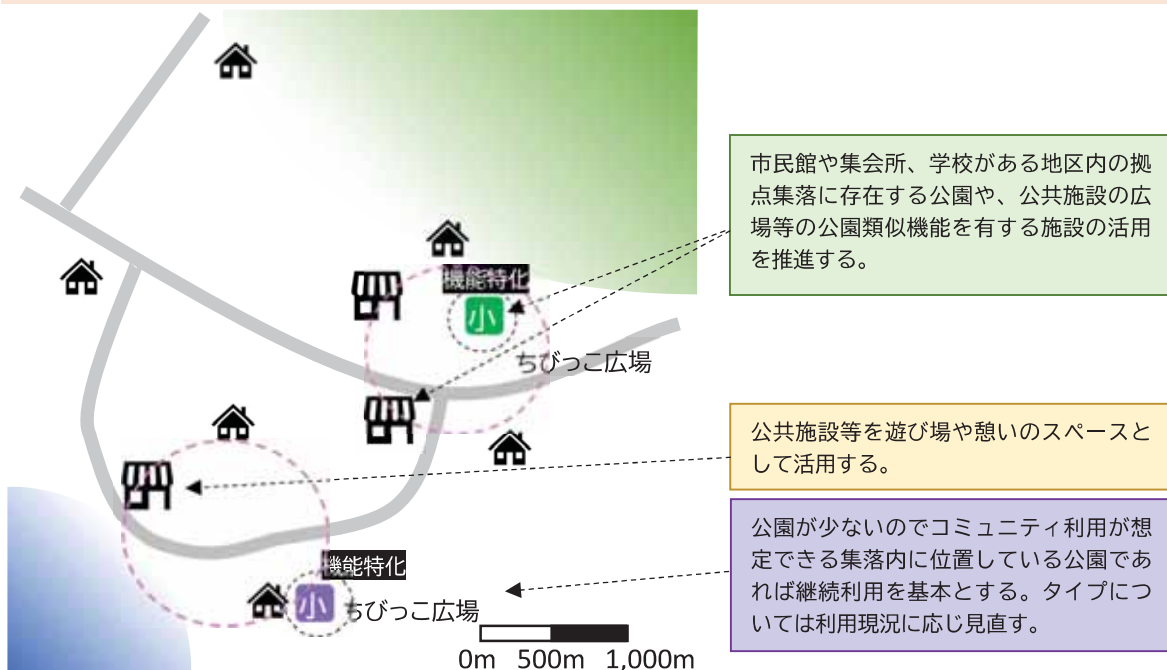 市民館や集会所、学校がある地区内の拠
点集落に存在する公園や、公共施設の広
場等の公園類似機能を有する施設の活用
を推進する。
機能特化
小
ちびっこ広場
公共施設等を遊び場や憩いのスペースと
して活用する。
公園が少ないのでコミュニティ利用が想
定できる集落内に位置している公園であ
れば継続利用を基本とする。タイプにつ
いては利用現況に応じ見直す。
機能特化
小
ちびっこ広場
0m 500m 1,000m